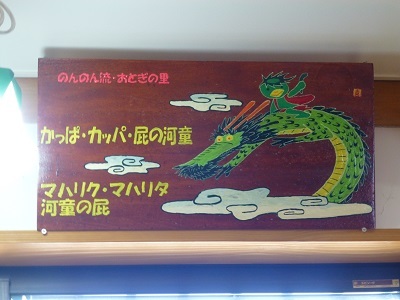 のんのん流・おとぎの里
かっぱ・カッパ・屁の河童
マハリク・マハリタ
河童の屁